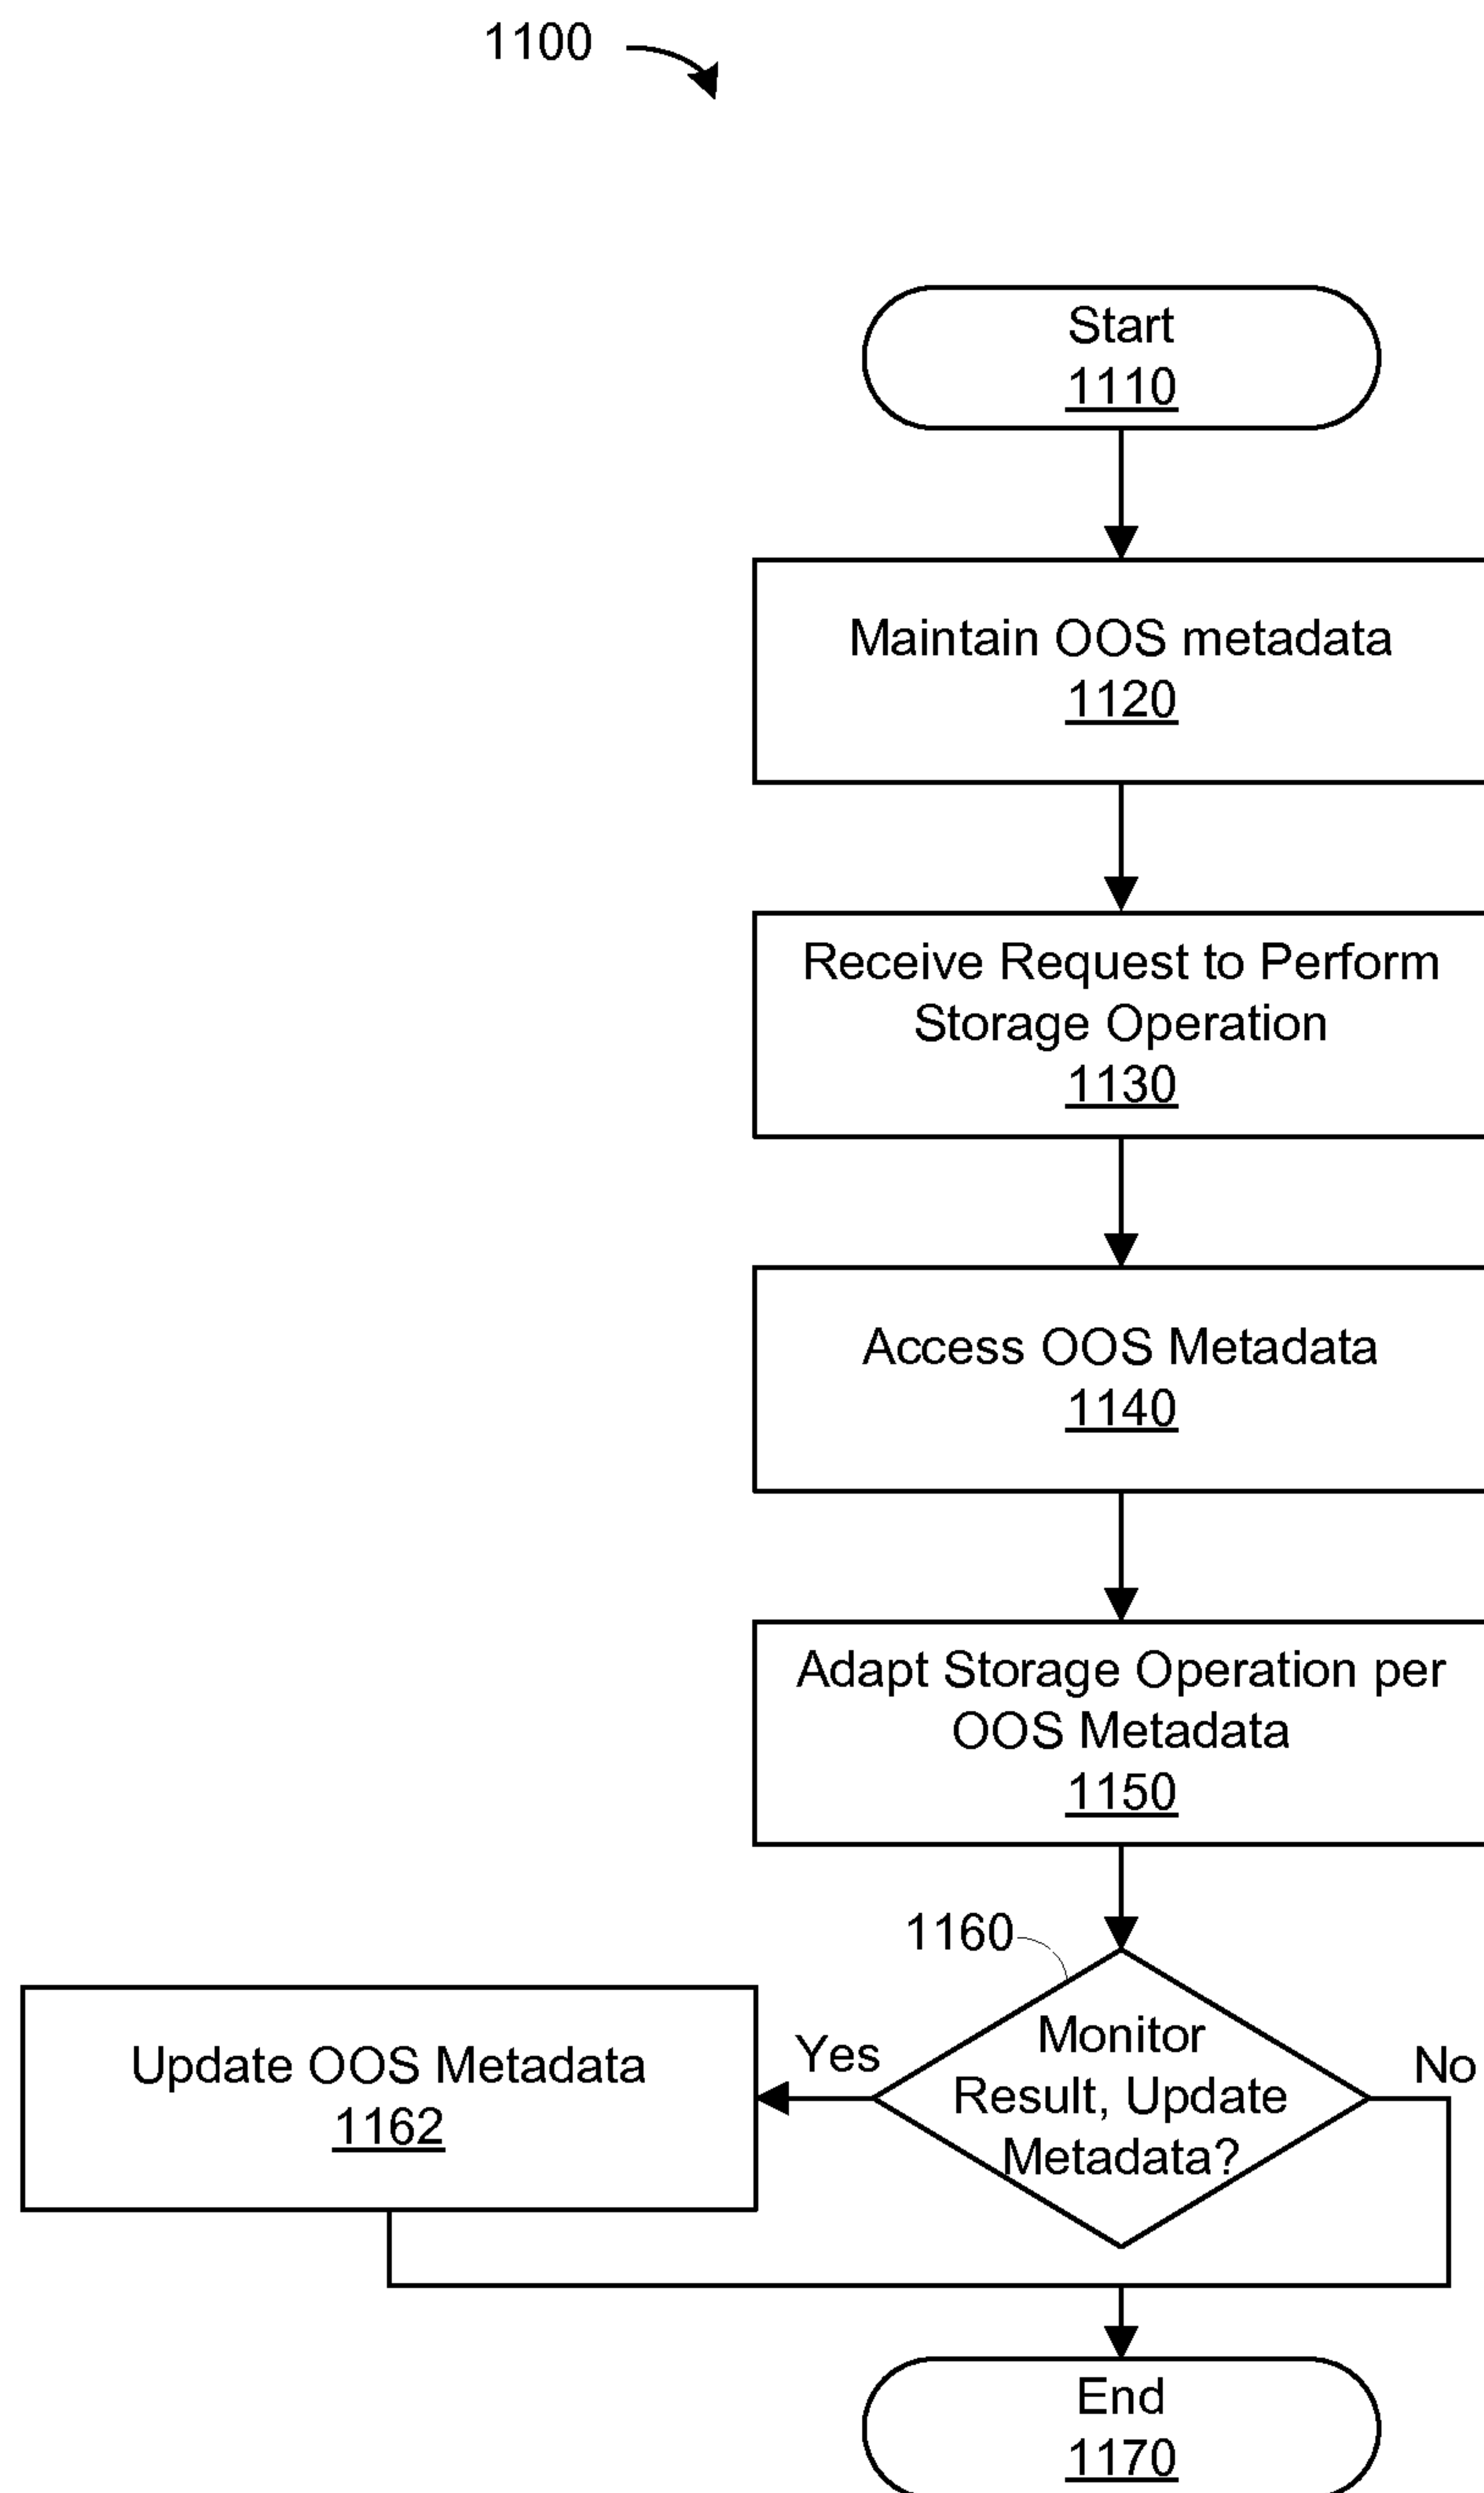 1100
Start
1110
Maintain OOS metadata
1120
Receive Request to Perform
Storage Operation
1130
Access OOS Metadata
1140
Adapt Storage Operation per
OOS Metadata
1150
1160
Monitor
Result, Update
Metadata?
Yes
No
Update OOS Metadata
1162
End
1170